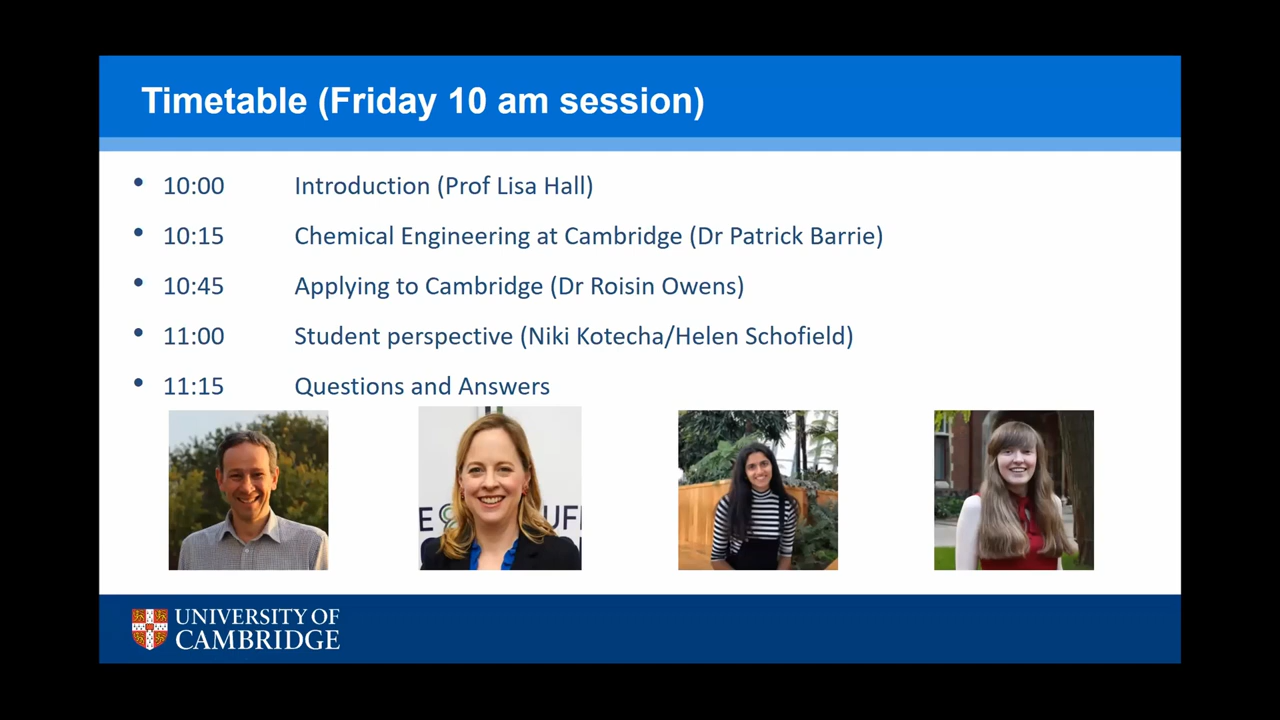 Timetable (Friday 10 am session)
• 10:00 Introduction (Prof Lisa Hall)
• 10:15 Chemical Engineering at Cambridge (Dr Patrick Barrie)
• 10:45 Applying to Cambridge (Dr Roisin Owens)
• 11:00 Student perspective (Niki Kotecha/Helen Schofield)
• 11:15 Questions and Answers
UNIVERSITY OF
CAMBRIDGE